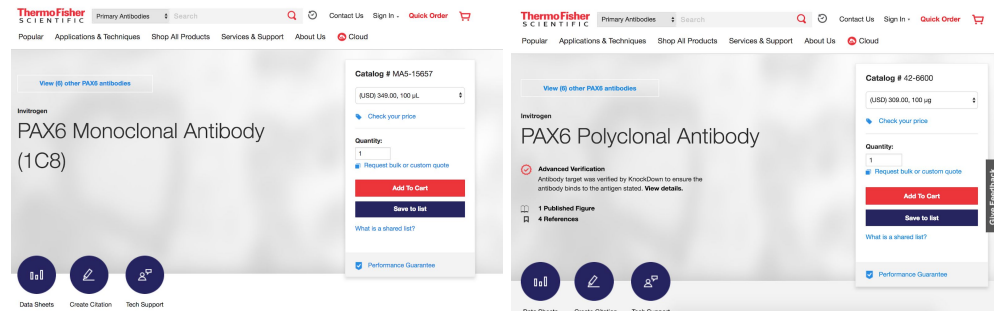 ThermoFisher
SCIENTIFIC
Primary Antibodies
Search
Contact Us
Sign In
Quick Order
Popular
Applications & Techniques
Shop All Products
Services & Support
About Us
Cloud
View (6) other PAX6 antibodies
Invitrogen
PAX6 Monoclonal Antibody
(1C8)
Catalog # MA5-15657
(USD) 349.00, 100 µL
Check your price
Quantity:
1
Request bulk or custom quote
Add To Cart
Save to list
What is a shared list?
Performance Guarantee
Data Sheets
Create Citation
Tech Support
ThermoFisher
SCIENTIFIC
Primary Antibodies
Search
Contact Us
Sign In
Quick Order
Popular
Applications & Techniques
Shop All Products
Services & Support
About Us
Cloud
View (6) other PAX6 antibodies
Invitrogen
PAX6 Polyclonal Antibody
Advanced Verification
Antibody target was verified by KnockDown to ensure the
antibody binds to the antigen stated. View details.
1 Published Figure
4 References
Catalog # 42-6600
(USD) 309.00, 100 µg
Check your price
Quantity:
1
Request bulk or custom quote
Add To Cart
Save to list
What is a shared list?
Performance Guarantee
Give Feedback
Data Sheets
Create Citation
Tech Support